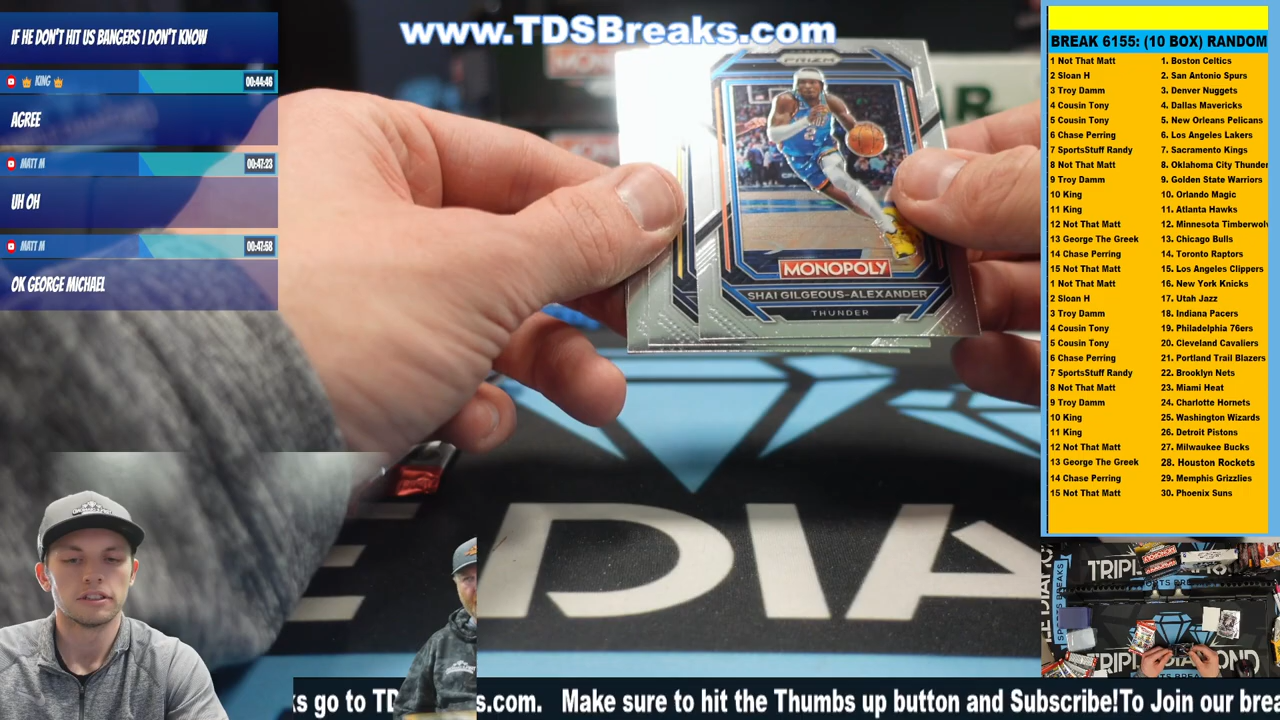 www.TDSBreaks.com
IF HE DON'T HIT US BANGERS I DON'T KNOW
KING
00:44:46
AGREE
MATT M
00:47:23
UH OH
MATT M
00:47:58
OK GEORGE MICHAEL
PRIZM
2
MONOPOLY
SHAI GILGEOUS-ALEXANDER
THUNDER
DIA
BREAK 6155: (10 BOX) RANDOM
1 Not That Matt 1. Boston Celtics
2 Sloan H 2. San Antonio Spurs
3 Troy Damm 3. Denver Nuggets
4 Cousin Tony 4. Dallas Mavericks
5 Cousin Tony 5. New Orleans Pelicans
6 Chase Perring 6. Los Angeles Lakers
7 SportsStuff Randy 7. Sacramento Kings
8 Not That Matt 8. Oklahoma City Thunder
9 Troy Damm 9. Golden State Warriors
10 King 10. Orlando Magic
11 King 11. Atlanta Hawks
12 Not That Matt 12. Minnesota Timberwol
13 George The Greek 13. Chicago Bulls
14 Chase Perring 14. Toronto Raptors
15 Not That Matt 15. Los Angeles Clippers
1 Not That Matt 16. New York Knicks
2 Sloan H 17. Utah Jazz
3 Troy Damm 18. Indiana Pacers
4 Cousin Tony 19. Philadelphia 76ers
5 Cousin Tony 20. Cleveland Cavaliers
6 Chase Perring 21. Portland Trail Blazers
7 SportsStuff Randy 22. Brooklyn Nets
8 Not That Matt 23. Miami Heat
9 Troy Damm 24. Charlotte Hornets
10 King 25. Washington Wizards
11 King 26. Detroit Pistons
12 Not That Matt 27. Milwaukee Bucks
13 George The Greek 28. Houston Rockets
14 Chase Perring 29. Memphis Grizzlies
15 Not That Matt 30. Phoenix Suns
TRIPL
TRIPL DIAMOND
ks go to TD s.com. Make sure to hit the Thumbs up button and Subscribe!To Join our brea